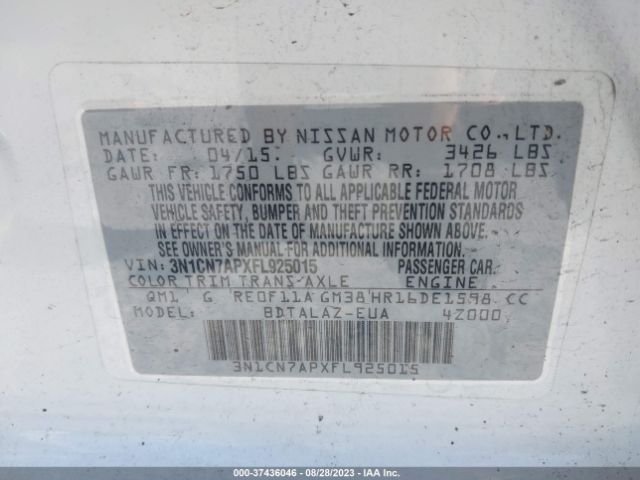 MANUFACTURED BY NISSAN MOTOR CO.,LTD.
DATE: 04/15 GVWR: 3426 LBS
GAWR FR: 1750 LBS GAWR RR: 1708 LBS
THIS VEHICLE CONFORMS TO ALL APPLICABLE FEDERAL MOTOR
VEHICLE SAFETY, BUMPER AND THEFT PREVENTION STANDARDS
IN EFFECT ON THE DATE OF MANUFACTURE SHOWN ABOVE.
SEE OWNER'S MANUAL FOR ADDITIONAL INFORMATION.
VIN: 3N1CN7APXFL925015 PASSENGER CAR.
COLOR TRIM TRANS-AXLE ENGINE
QM1 G RE0F11A GM38 HR16DE1598 CC
MODEL: BDTALAZ-EUA 4Z000
3N1CN7APXFL925015
000-37436046 - 08/28/2023 - IAA